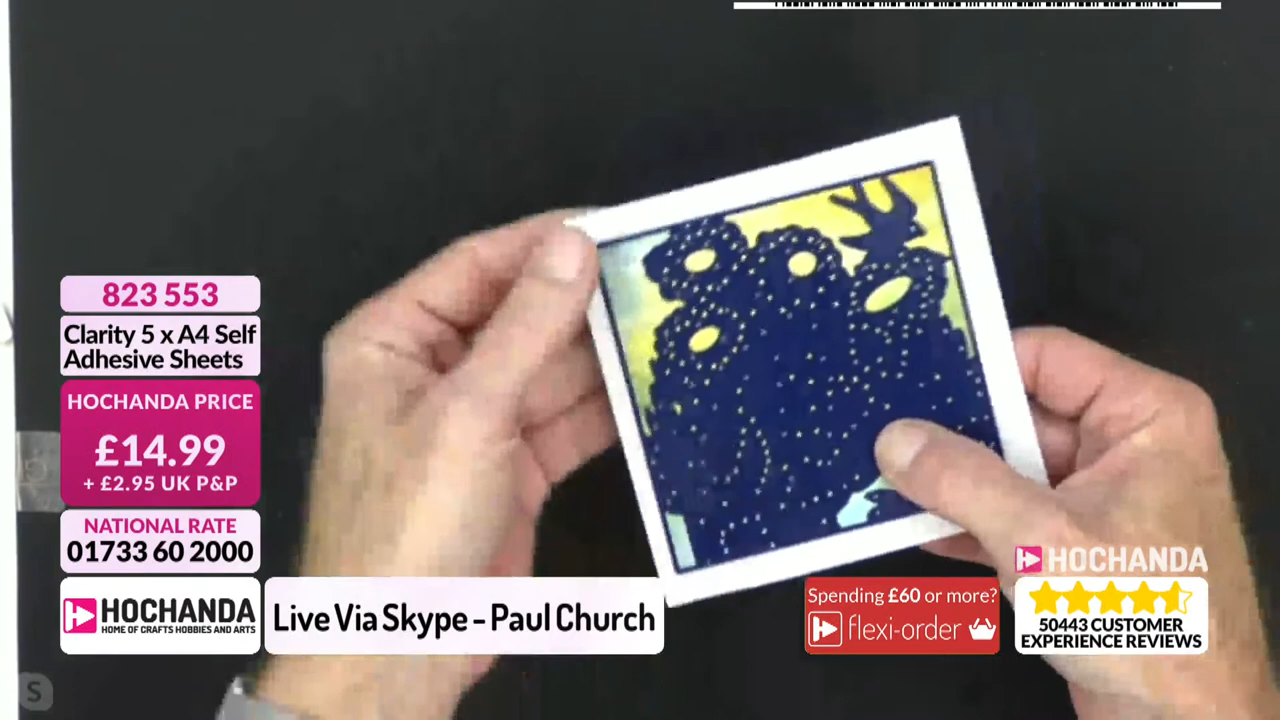 823 553
Clarity 5 x A4 Self
Adhesive Sheets
HOCHANDA PRICE
£14.99
+ £2.95 UK P&P
NATIONAL RATE
01733 60 2000
HOCHANDA
HOME OF CRAFTS HOBBIES AND ARTS
Live Via Skype - Paul Church
Spending £60 or more?
flexi-order
HOCHANDA
50443 CUSTOMER
EXPERIENCE REVIEWS
S